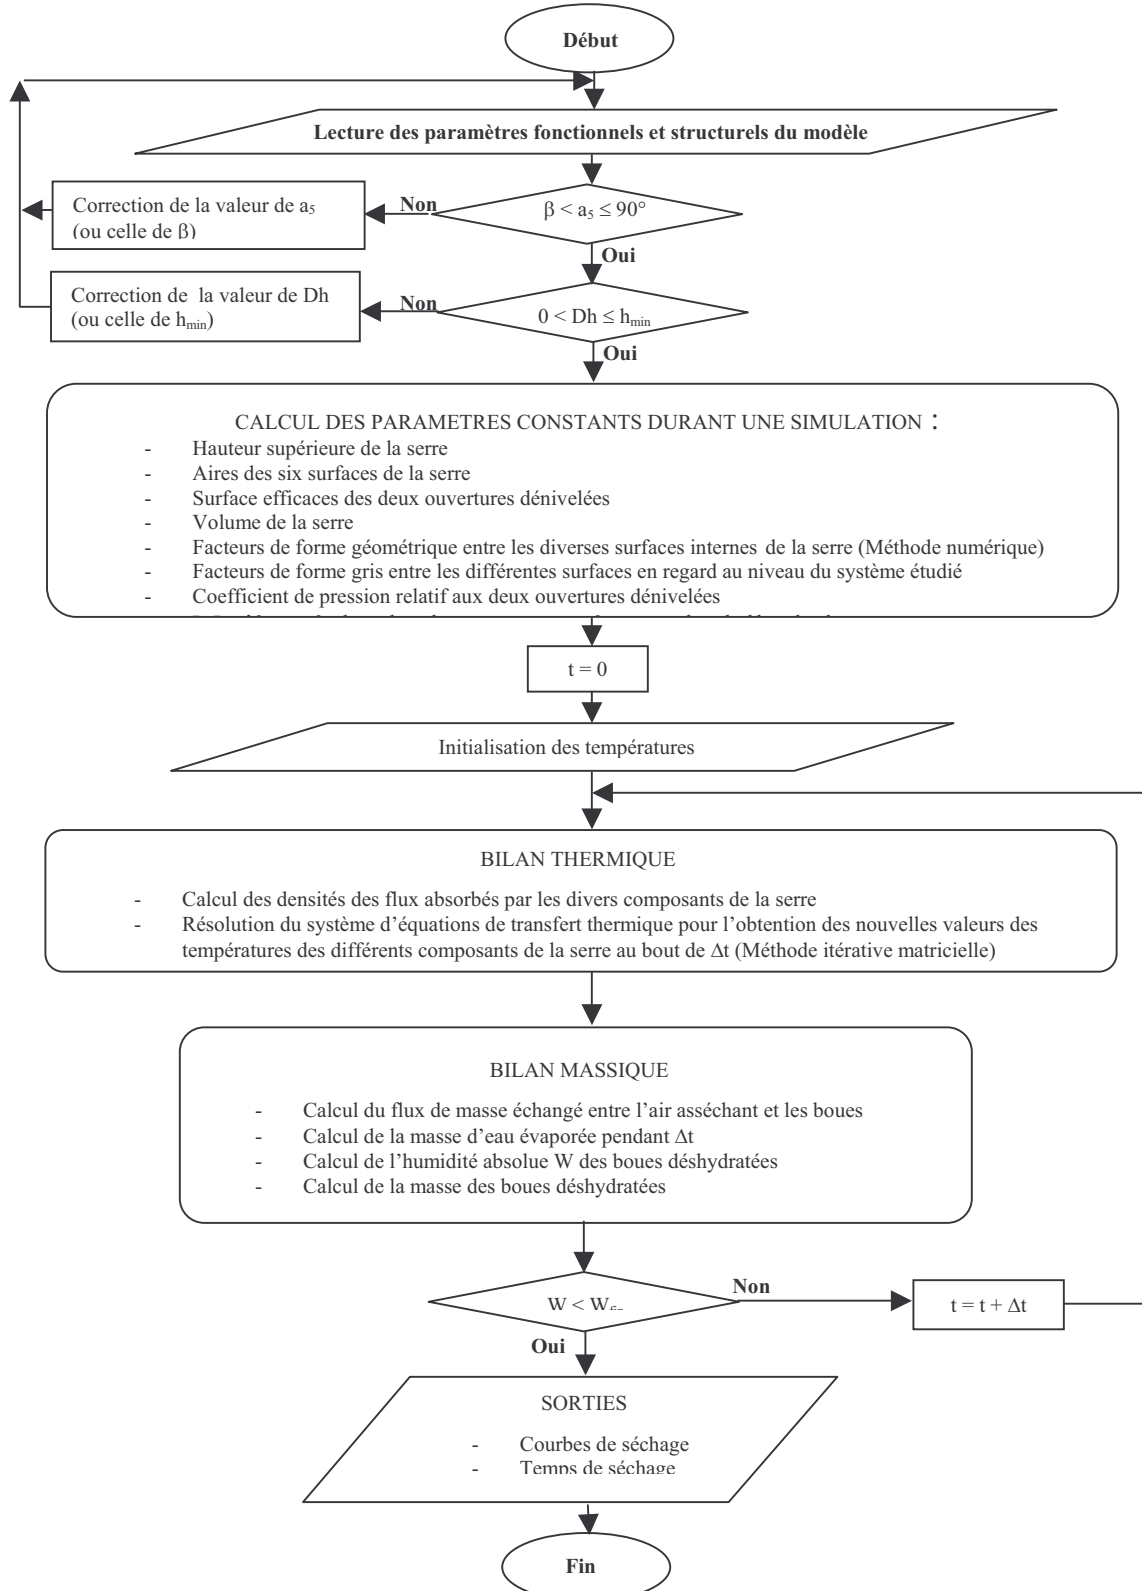 Début
Lecture des paramètres fonctionnels et structurels du modèle
β < a₅ ≤ 90°
Non
Correction de la valeur de a₅
(ou celle de β)
Oui
0 < Dh ≤ hₘᵢₙ
Non
Correction de la valeur de Dh
(ou celle de hₘᵢₙ)
Oui
CALCUL DES PARAMETRES CONSTANTS DURANT UNE SIMULATION :
- Hauteur supérieure de la serre
- Aires des six surfaces de la serre
- Surface efficaces des deux ouvertures dénivelées
- Volume de la serre
- Facteurs de forme géométrique entre les diverses surfaces internes de la serre (Méthode numérique)
- Facteurs de forme gris entre les différentes surfaces en regard au niveau du système étudié
- Coefficient de pression relatif aux deux ouvertures dénivelées
t = 0
Initialisation des températures
BILAN THERMIQUE
- Calcul des densités des flux absorbés par les divers composants de la serre
- Résolution du système d'équations de transfert thermique pour l'obtention des nouvelles valeurs des
températures des différents composants de la serre au bout de Δt (Méthode itérative matricielle)
BILAN MASSIQUE
- Calcul du flux de masse échangé entre l'air asséchant et les boues
- Calcul de la masse d'eau évaporée pendant Δt
- Calcul de l'humidité absolue W des boues déshydratées
- Calcul de la masse des boues déshydratées
W < W
Non
t = t + Δt
Oui
SORTIES
- Courbes de séchage
- Temps de séchage
Fin